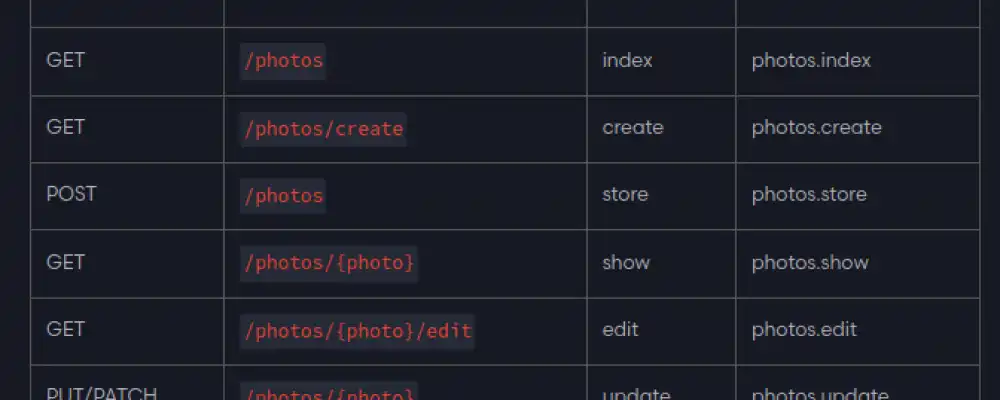 GET /photos index photos.index
GET /photos/create create photos.create
POST /photos store photos.store
GET /photos/{photo} show photos.show
GET /photos/{photo}/edit edit photos.edit
PUT/PATCH /photos/{photo} update photos.update